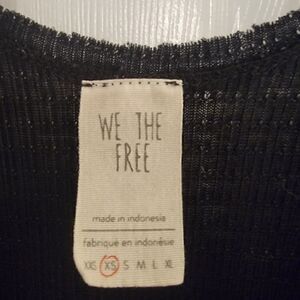 WE THE
FREE
made in indonesia
fabriqué en indonésie
XXS XS S M L XL